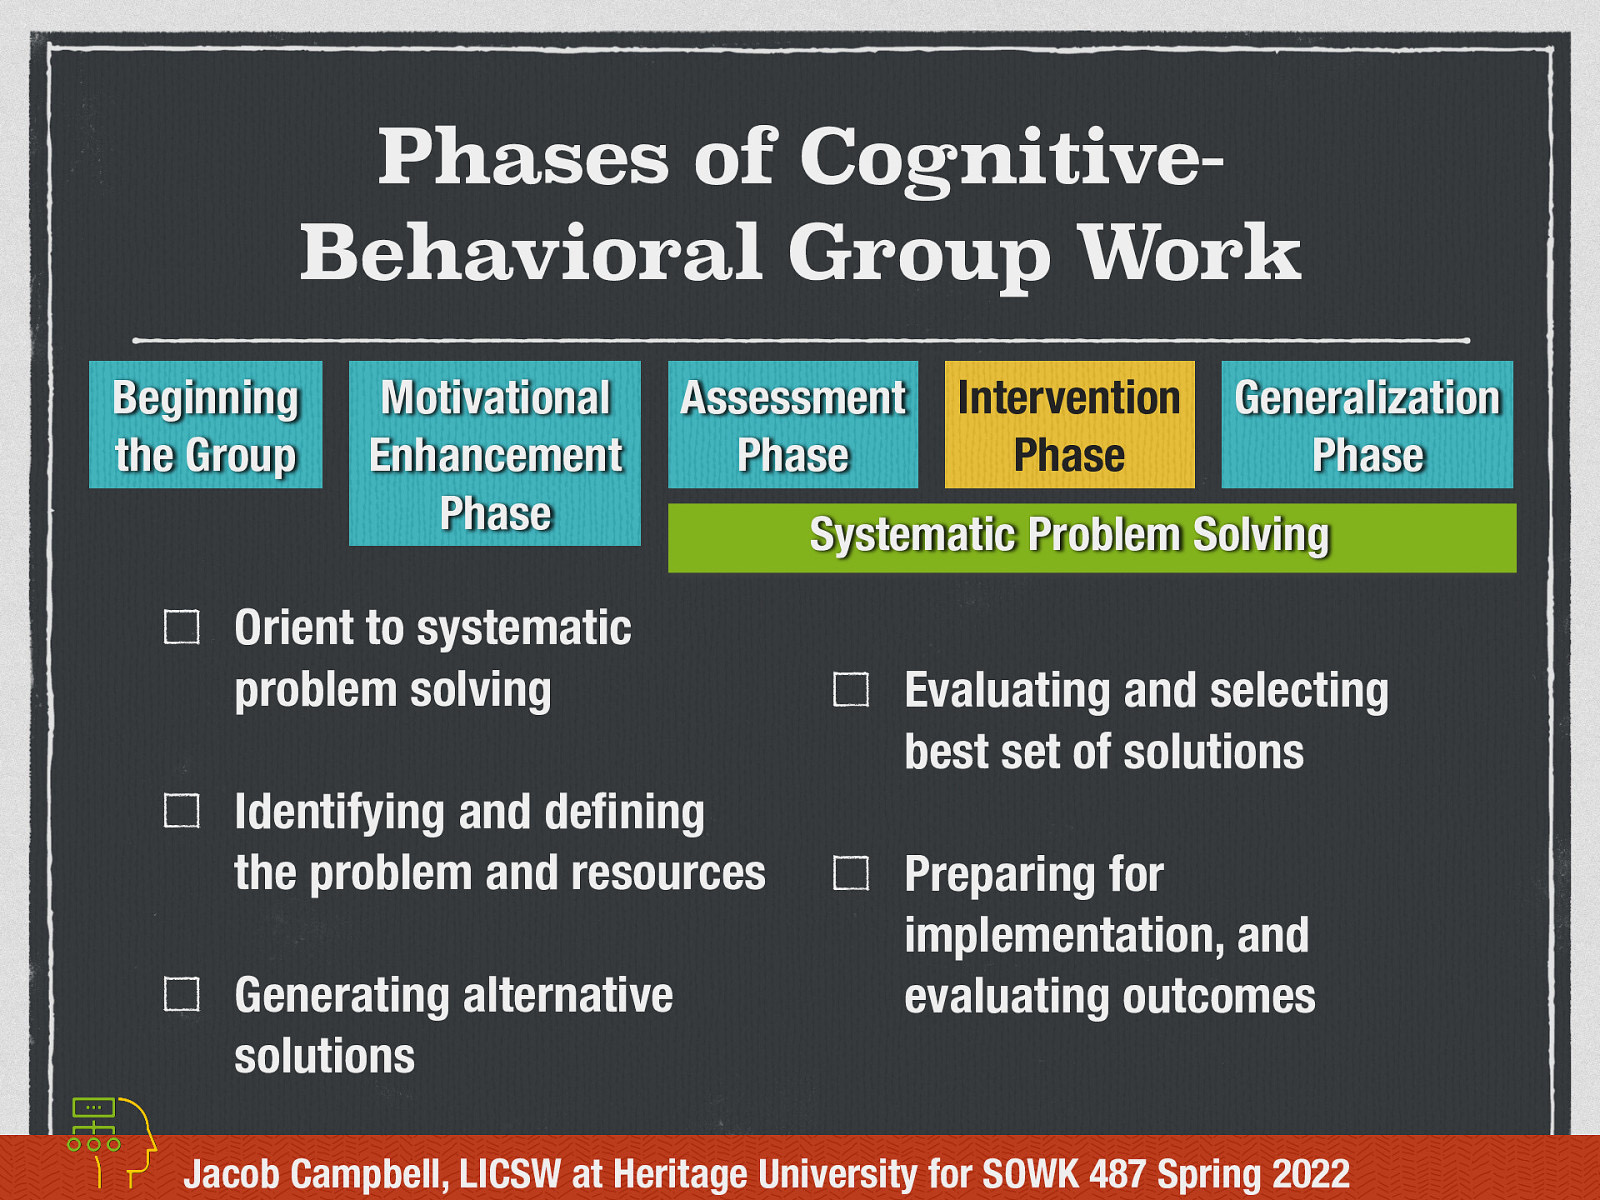 Phases of Cognitive-
Behavioral Group Work
Beginning
the Group
Motivational
Enhancement
Phase
Assessment
Phase
Intervention
Phase
Generalization
Phase
Systematic Problem Solving
Orient to systematic
problem solving
Identifying and defining
the problem and resources
Generating alternative
solutions
Evaluating and selecting
best set of solutions
Preparing for
implementation, and
evaluating outcomes
Jacob Campbell, LICSW at Heritage University for SOWK 487 Spring 2022